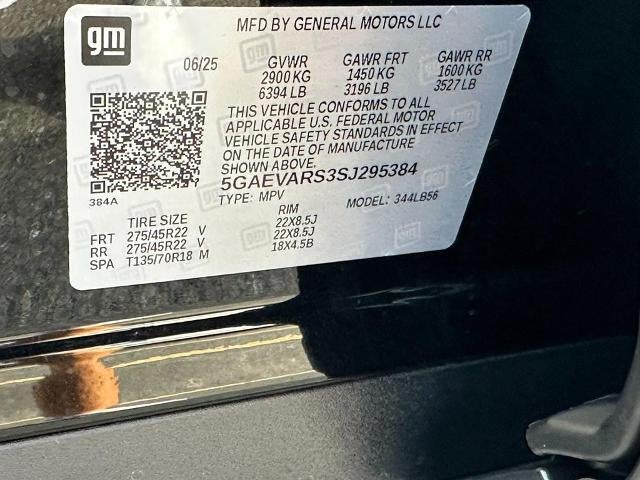 gm
MFD BY GENERAL MOTORS LLC
06/25 GVWR GAWR FRT GAWR RR
2900 KG 1450 KG 1600 KG
6394 LB 3196 LB 3527 LB
THIS VEHICLE CONFORMS TO ALL
APPLICABLE U.S. FEDERAL MOTOR
VEHICLE SAFETY STANDARDS IN EFFECT
ON THE DATE OF MANUFACTURE
SHOWN ABOVE.
5GAEVARS3SJ295384
384A TYPE: MPV MODEL: 344LB56
TIRE SIZE RIM
FRT 275/45R22 V 22X8.5J
RR 275/45R22 V 22X8.5J
SPA T135/70R18 M 18X4.5B